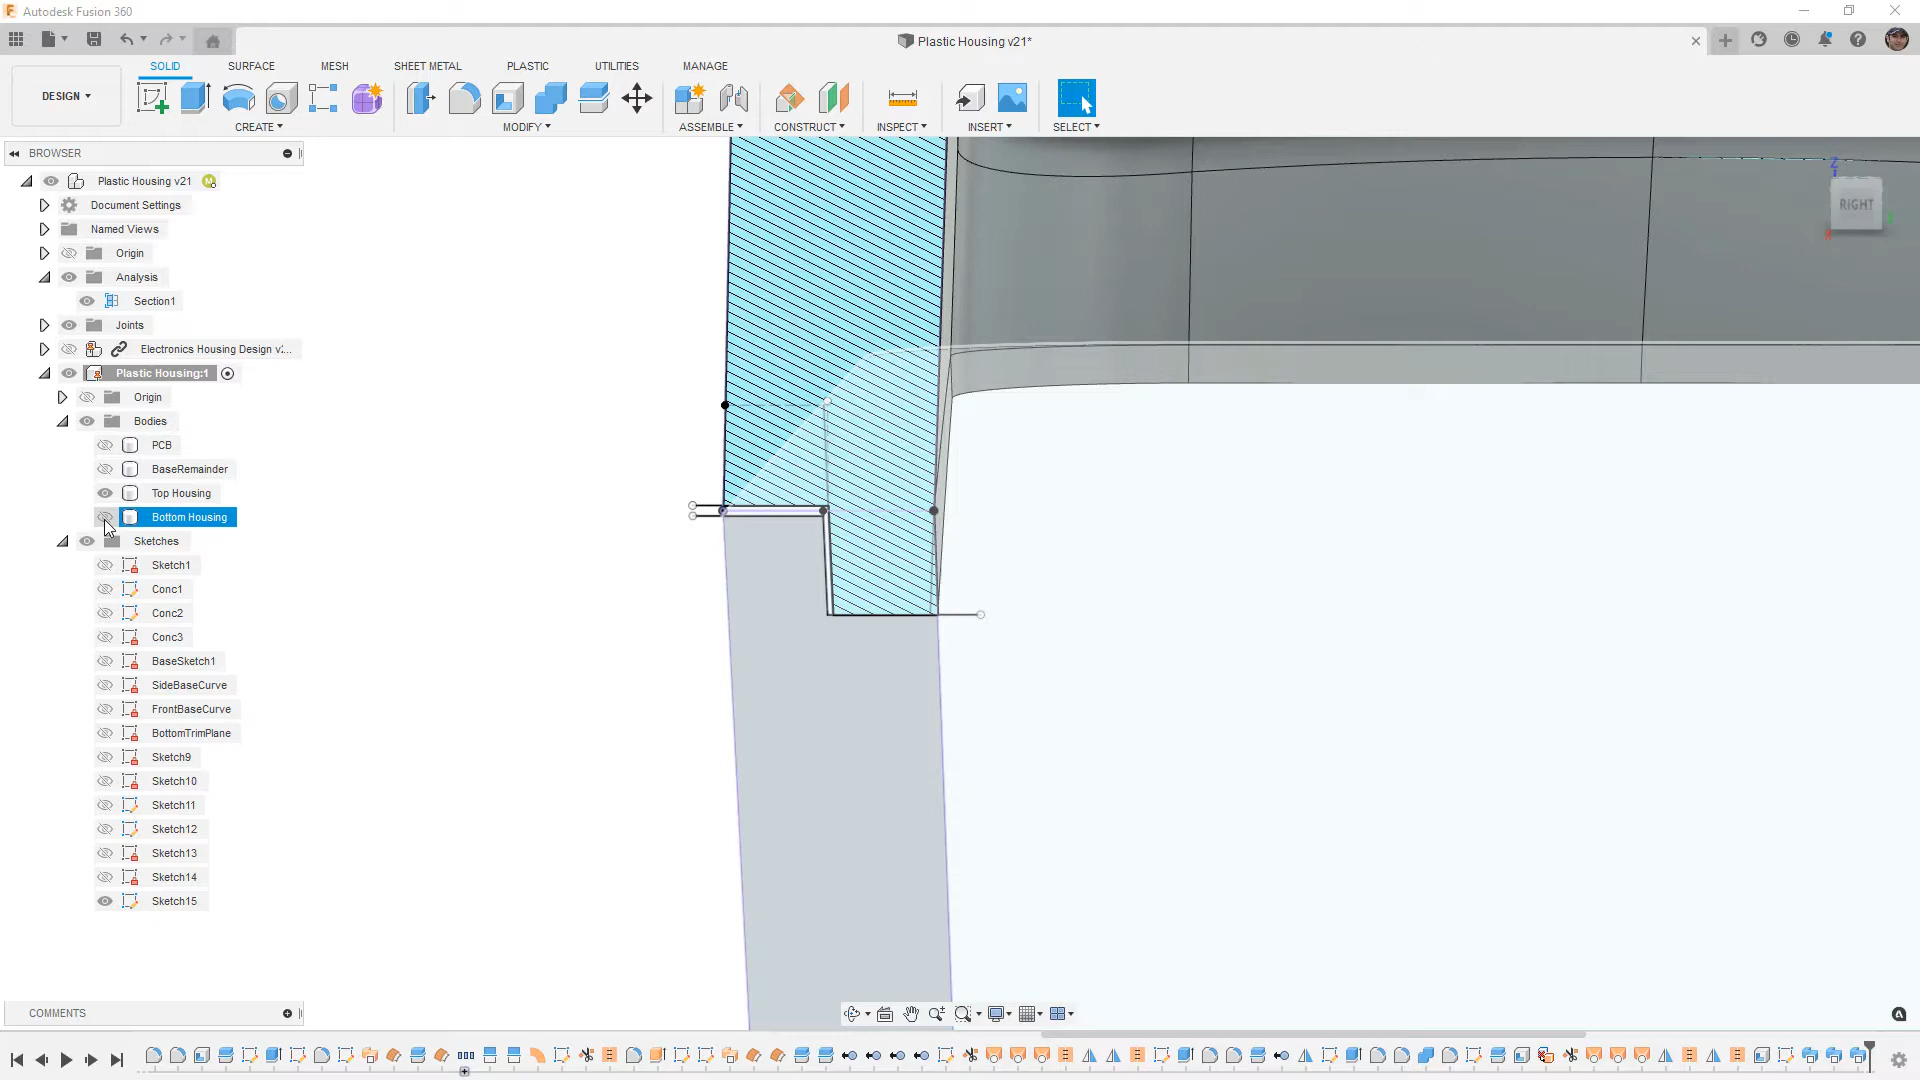 Autodesk Fusion 360
Plastic Housing v21*
SOLID SURFACE MESH SHEET METAL PLASTIC UTILITIES MANAGE
DESIGN
CREATE MODIFY ASSEMBLE CONSTRUCT INSPECT INSERT SELECT
BROWSER
Plastic Housing v21
M
Document Settings
Named Views
Origin
Analysis
Section1
Joints
Electronics Housing Design v:...
Plastic Housing:1
Origin
Bodies
PCB
BaseRemainder
Top Housing
Bottom Housing
Sketches
Sketch1
Conc1
Conc2
Conc3
BaseSketch1
SideBaseCurve
FrontBaseCurve
BottomTrimPlane
Sketch9
Sketch10
Sketch11
Sketch12
Sketch13
Sketch14
Sketch15
Z
RIGHT
COMMENTS